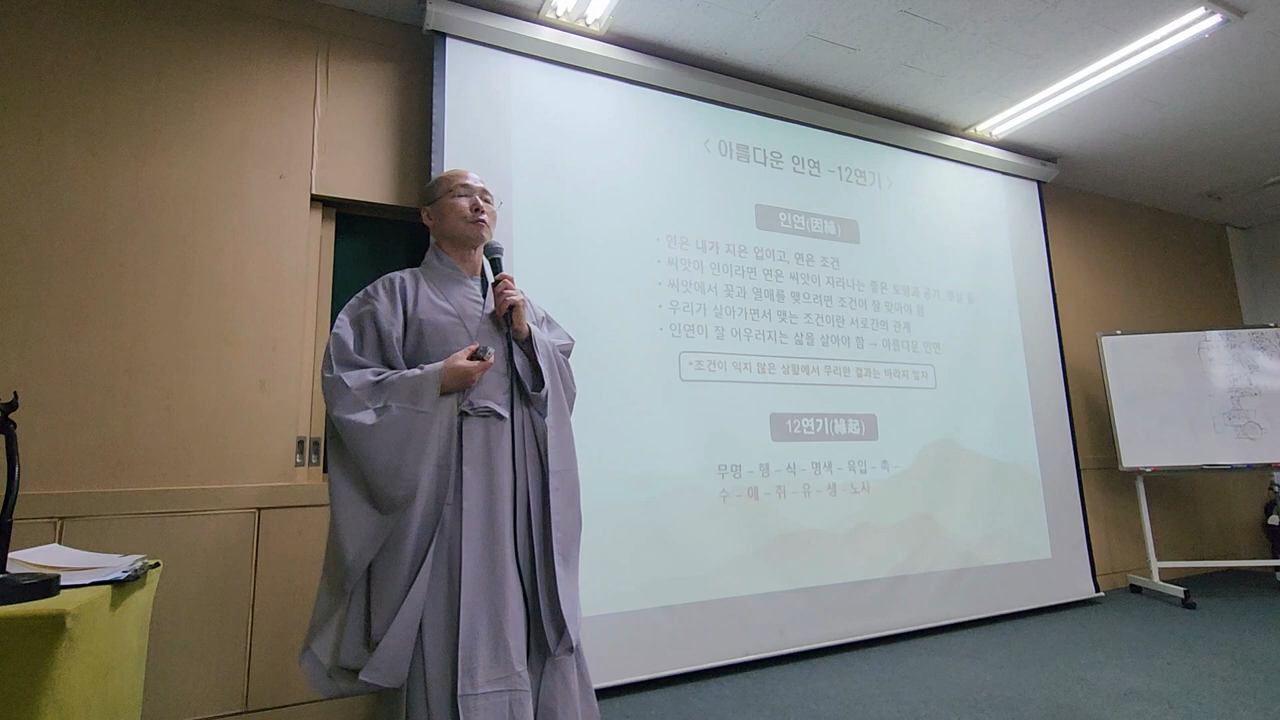 < 아름다운 인연 -12연기 >
인연(因緣)
· 인은 내가 지은 업이고, 연은 조건
· 씨앗이 인이라면 연은 씨앗이 자라나는 좋은 토양과 공기, 햇살 등
· 씨앗에서 꽃과 열매를 맺으려면 조건이 잘 맞아야 함
· 우리가 살아가면서 맺는 조건이란 서로간의 관계
· 인연이 잘 어우러지는 삶을 살아야 함 → 아름다운 인연
*조건이 익지 않은 상황에서 무리한 결과는 바라지 말자
12연기(緣起)
무명 – 행 – 식 – 명색 – 육입 – 촉 –
수 – 애 – 취 – 유 – 생 – 노사